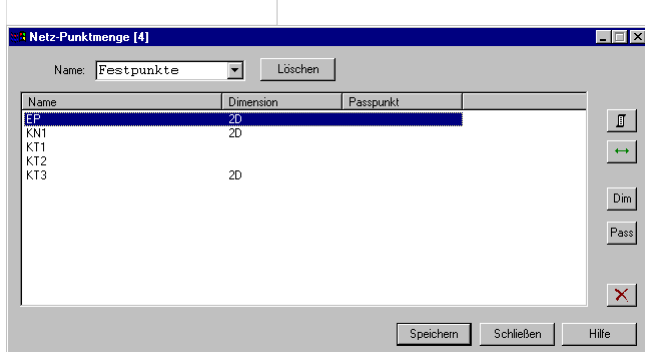 Netz-Punktmenge [4]
Name: Festpunkte Löschen
Name Dimension Passpunkt
EP 2D
KN1 2D
KT1
KT2
KT3 2D
Dim
Pass
Speichern Schließen Hilfe